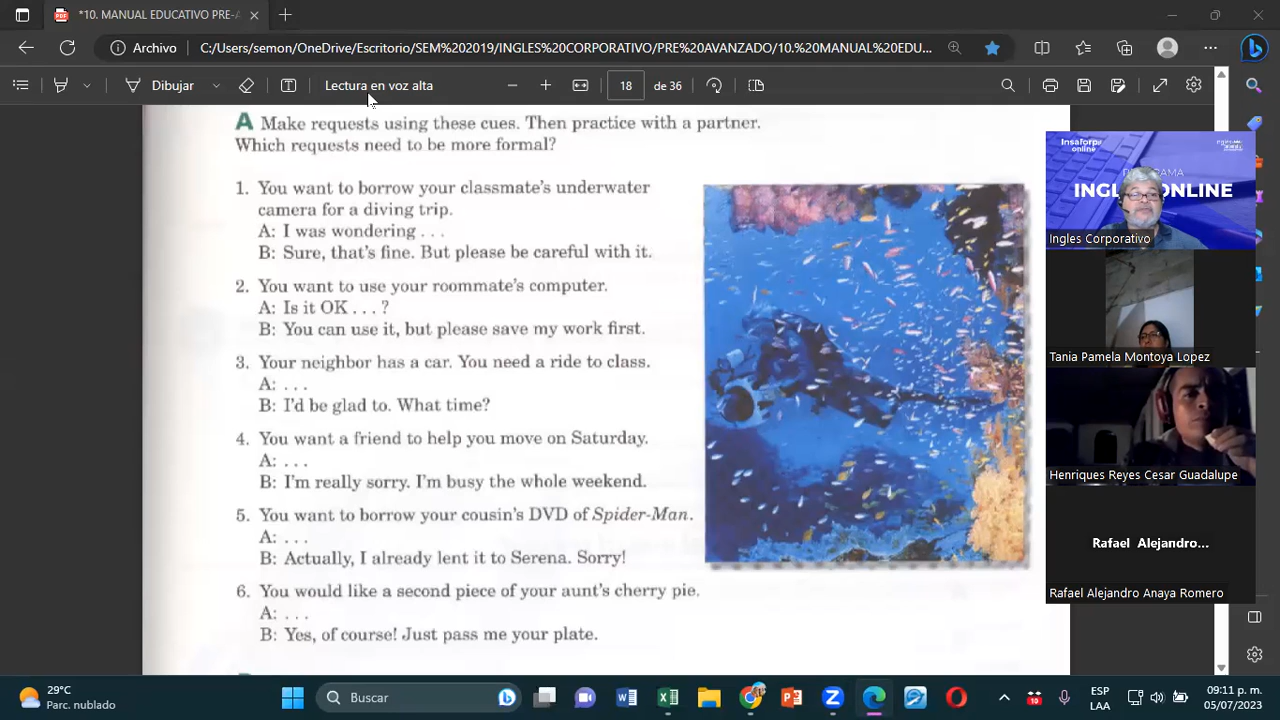 *10. MANUAL EDUCATIVO PRE-A
Archivo
C:/Users/semon/OneDrive/Escritorio/SEM%202019/INGLES%20CORPORATIVO/PRE%20AVANZADO/10.%20MANUAL%20EDU...
Dibujar
Lectura en voz alta
18
de 36
A Make requests using these cues. Then practice with a partner.
Which requests need to be more formal?
1. You want to borrow your classmate's underwater
camera for a diving trip.
A: I was wondering . . .
B: Sure, that's fine. But please be careful with it.
2. You want to use your roommate's computer.
A: Is it OK . . . ?
B: You can use it, but please save my work first.
3. Your neighbor has a car. You need a ride to class.
A: . . .
B: I'd be glad to. What time?
4. You want a friend to help you move on Saturday.
A: . . .
B: I'm really sorry. I'm busy the whole weekend.
5. You want to borrow your cousin's DVD of Spider-Man.
A: . . .
B: Actually, I already lent it to Serena. Sorry!
6. You would like a second piece of your aunt's cherry pie.
A: . . .
B: Yes, of course! Just pass me your plate.
Insaforp
online
INGL ONLINE
Ingles Corporativo
Tania Pamela Montoya Lopez
Henriques Reyes Cesar Guadalupe
Rafael Alejandro...
Rafael Alejandro Anaya Romero
29°C
Parc. nublado
Buscar
10
ESP
LAA
09:11 p. m.
05/07/2023